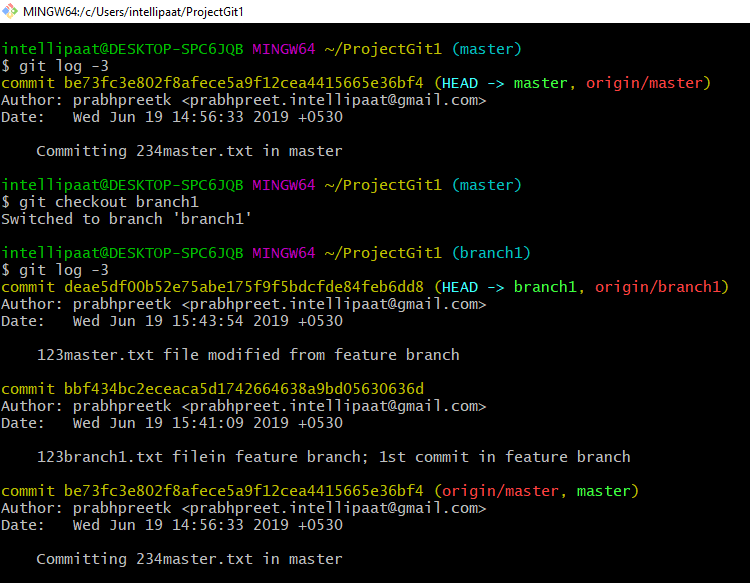 MINGW64:/c/Users/intellipaat/ProjectGit1
intellipaat@DESKTOP-SPC6JQB MINGW64 ~/ProjectGit1 (master)
$ git log -3
commit be73fc3e802f8afece5a9f12cea4415665e36bf4 (HEAD -> master, origin/master)
Author: prabhpreetk <prabhpreet.intellipaat@gmail.com>
Date:   Wed Jun 19 14:56:33 2019 +0530
    Committing 234master.txt in master
intellipaat@DESKTOP-SPC6JQB MINGW64 ~/ProjectGit1 (master)
$ git checkout branch1
Switched to branch 'branch1'
intellipaat@DESKTOP-SPC6JQB MINGW64 ~/ProjectGit1 (branch1)
$ git log -3
commit deae5df00b52e75abe175f9f5bdcfde84feb6dd8 (HEAD -> branch1, origin/branch1)
Author: prabhpreetk <prabhpreet.intellipaat@gmail.com>
Date:   Wed Jun 19 15:43:54 2019 +0530
    123master.txt file modified from feature branch
commit bbf434bc2eceaca5d1742664638a9bd05630636d
Author: prabhpreetk <prabhpreet.intellipaat@gmail.com>
Date:   Wed Jun 19 15:41:09 2019 +0530
    123branch1.txt filein feature branch; 1st commit in feature branch
commit be73fc3e802f8afece5a9f12cea4415665e36bf4 (origin/master, master)
Author: prabhpreetk <prabhpreet.intellipaat@gmail.com>
Date:   Wed Jun 19 14:56:33 2019 +0530
    Committing 234master.txt in master